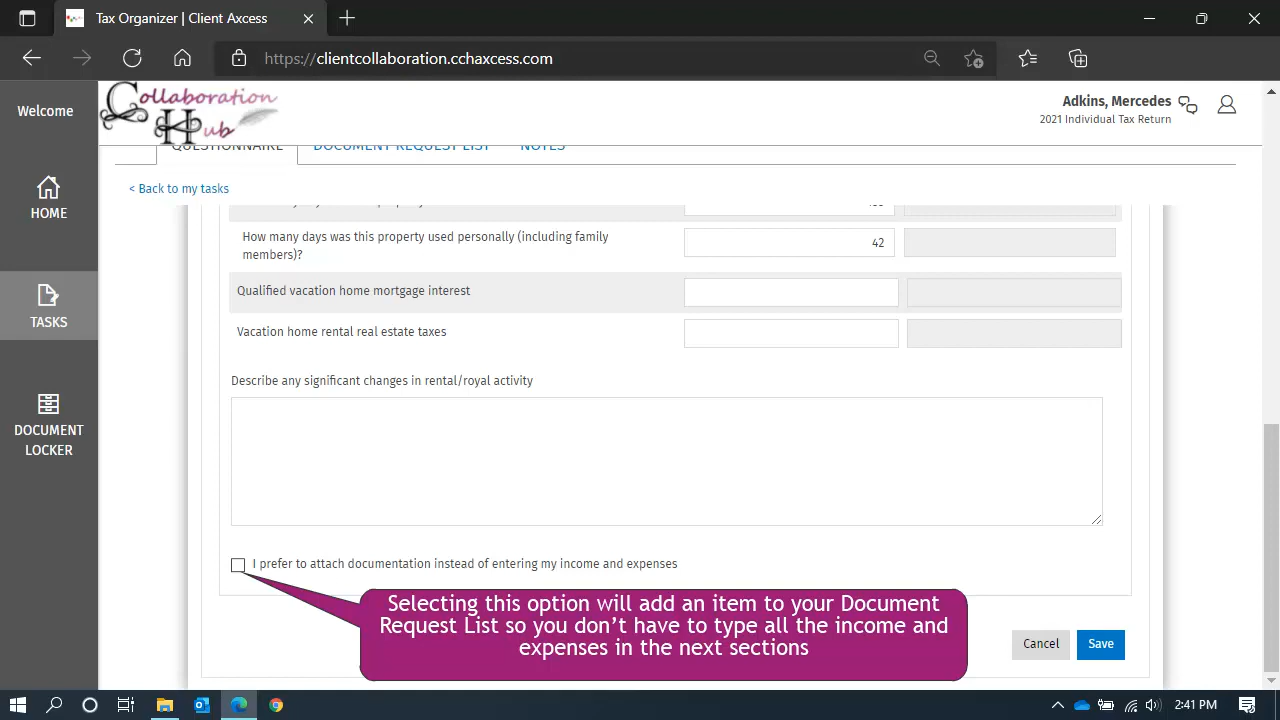 Tax Organizer | Client Axcess
https://clientcollaboration.cchaxcess.com
Welcome
Collaboration
Hub
Adkins, Mercedes
2021 Individual Tax Return
QUESTIONNAIRE DOCUMENT REQUEST LIST NOTES
< Back to my tasks
HOME
How many days was this property used personally (including family
members)?
42
TASKS
Qualified vacation home mortgage interest
Vacation home rental real estate taxes
Describe any significant changes in rental/royal activity
DOCUMENT
LOCKER
I prefer to attach documentation instead of entering my income and expenses
Selecting this option will add an item to your Document
Request List so you don't have to type all the income and
expenses in the next sections
Cancel Save
2:41 PM